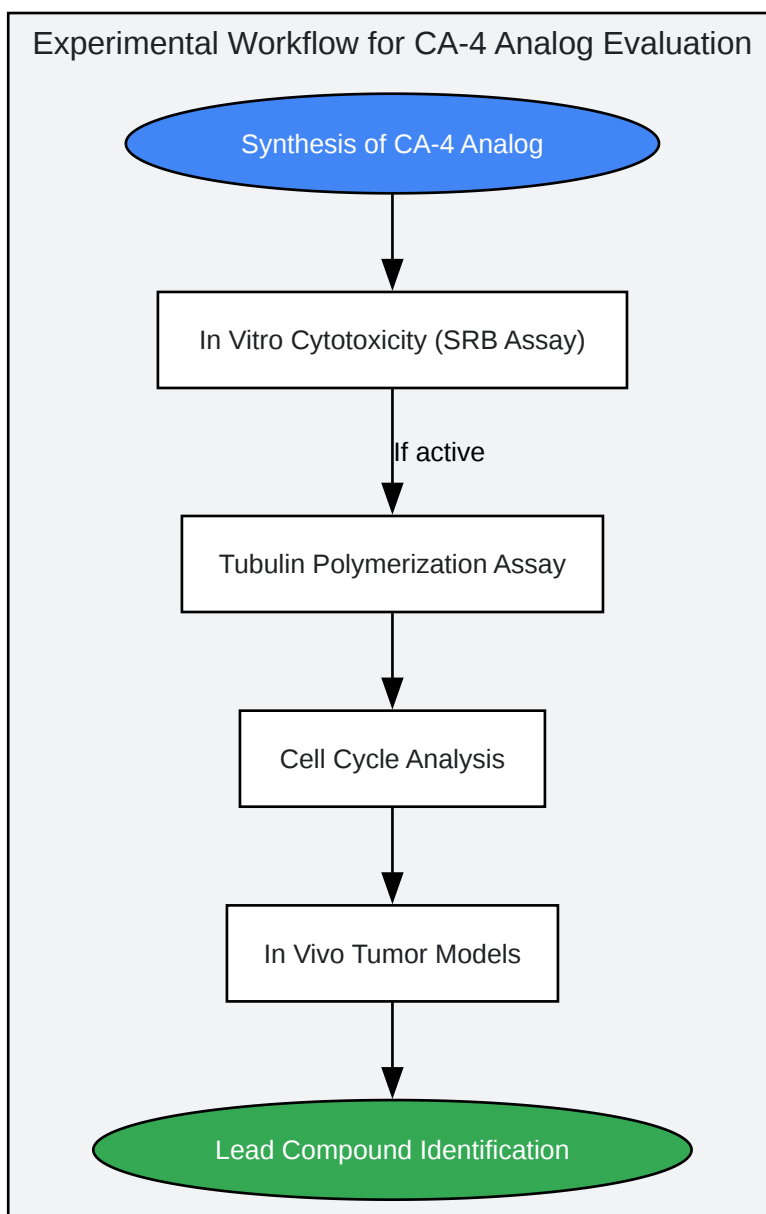 Experimental Workflow for CA-4 Analog Evaluation
Synthesis of CA-4 Analog
In Vitro Cytotoxicity (SRB Assay)
If active
Tubulin Polymerization Assay
Cell Cycle Analysis
In Vivo Tumor Models
Lead Compound Identification